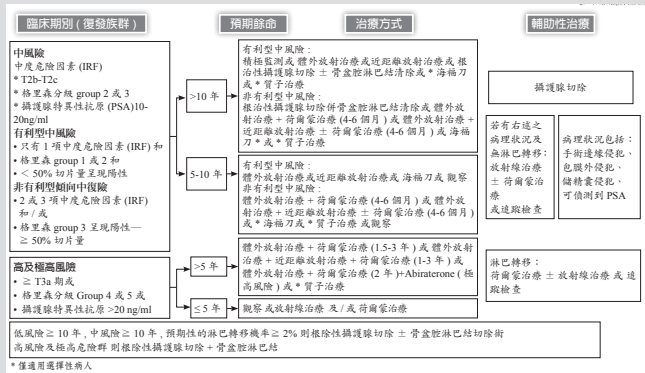 臨床期別（復發族群）
預期餘命
治療方式
輔助性治療
中風險
中度危險因素 (IRF)
* T2b-T2c
* 格里森分級 group 2 或 3
* 攝護腺特異性抗原 (PSA)10-
20ng/ml
有利型中風險
• 只有 1 項中度危險因素 (IRF) 和
• 格里森 group 1 或 2 和
• ＜ 50% 切片量呈現陽性
非有利型傾向中復險
• 2 或 3 項中度危險因素 (IRF)
和 / 或
• 格里森 group 3 呈現陽性—
≧ 50% 切片量
>10 年
有利型中風險 :
積極監測或 體外放射治療或近距離放射治療或 根
治性攝護腺切除 ± 骨盆腔淋巴結清除或 * 海福刀
或 * 質子治療
非有利型中風險 :
根治性攝護腺切除併骨盆腔淋巴結清除或 體外放
射治療 + 荷爾蒙治療 (4-6 個月 ) 或 體外放射治療 +
近距離放射治療 ± 荷爾蒙治療 (4-6 個月 ) 或 海福
刀 * 或 * 質子治療
5-10 年
有利型中風險 :
體外放射治療或近距離放射治療或 海福刀或 觀察
非有利型中風險 :
體外放射治療 + 荷爾蒙治療 (4-6 個月 ) 或 體外放
射治療 + 近距離放射治療 ± 荷爾蒙治療 (4-6 個月 )
或 * 海福刀或 * 質子治療 或觀察
高及極高風險
• ≧ T3a 期或
• 格里森分級 Group 4 或 5 或
• 攝護腺特異性抗原 >20 ng/ml
>5 年
體外放射治療 + 荷爾蒙治療 (1.5-3 年 ) 或 體外放射
治療 + 近距離放射治療 + 荷爾蒙治療 (1-3 年 ) 或
體外放射治療 + 荷爾蒙治療 (2 年 )+Abiraterone ( 極
高風險 ) 或 * 質子治療
≦ 5 年
觀察 或放射線治療 及 / 或 荷爾蒙治療
攝護腺切除
若有右述之
病理狀況及
無淋巴轉移：
放射線治療
± 荷爾蒙治
療
或追蹤檢查
病理狀況包括：
手術邊緣侵犯、
包膜外侵犯、
儲精囊侵犯、
可偵測到 PSA
淋巴轉移：
荷爾蒙治療 ± 放射線治療 或 追
蹤檢查
低風險≧ 10 年 , 中風險≧ 10 年 , 預期性的淋巴轉移機率≧ 2% 則根除性攝護腺切除 ± 骨盆腔淋巴結切除術
高風險及極高危險群 則根除性攝護腺切除 + 骨盆腔淋巴結
* 僅適用選擇性病人